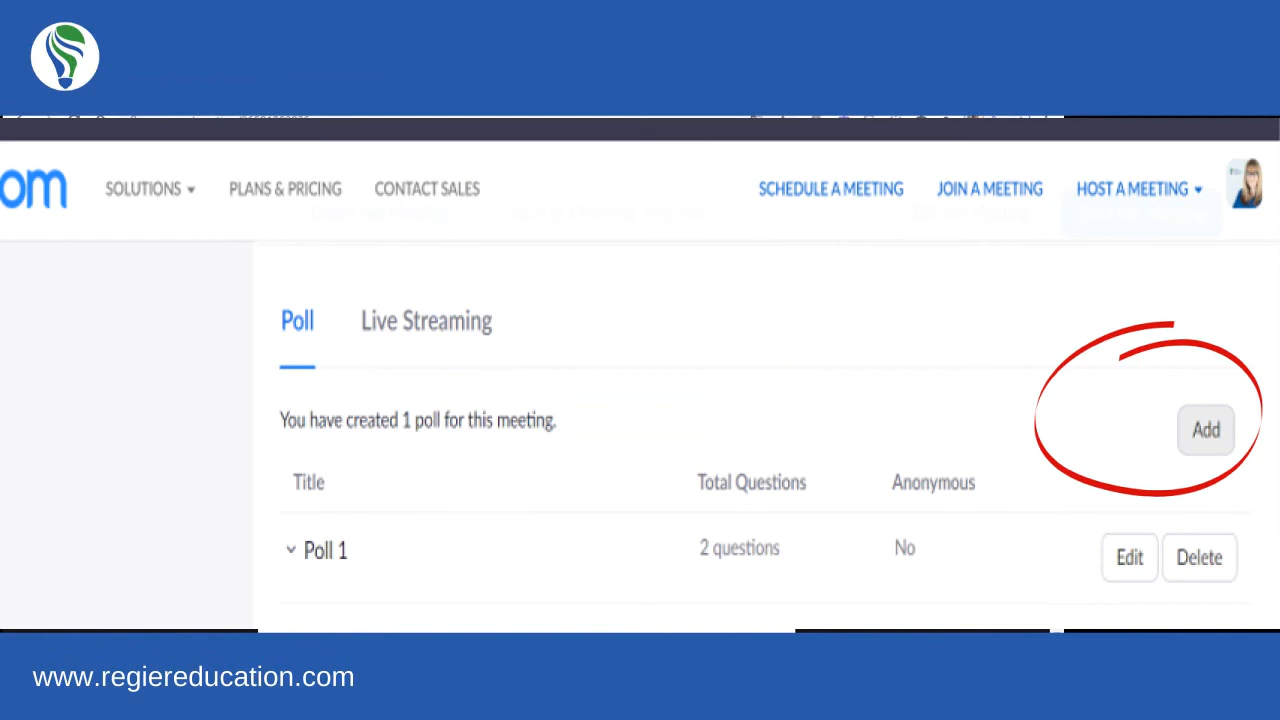 om SOLUTIONS PLANS & PRICING CONTACT SALES SCHEDULE A MEETING JOIN A MEETING HOST A MEETING
Poll Live Streaming
You have created 1 poll for this meeting.
Add
Title Total Questions Anonymous
Poll 1 2 questions No Edit Delete
www.regiereducation.com